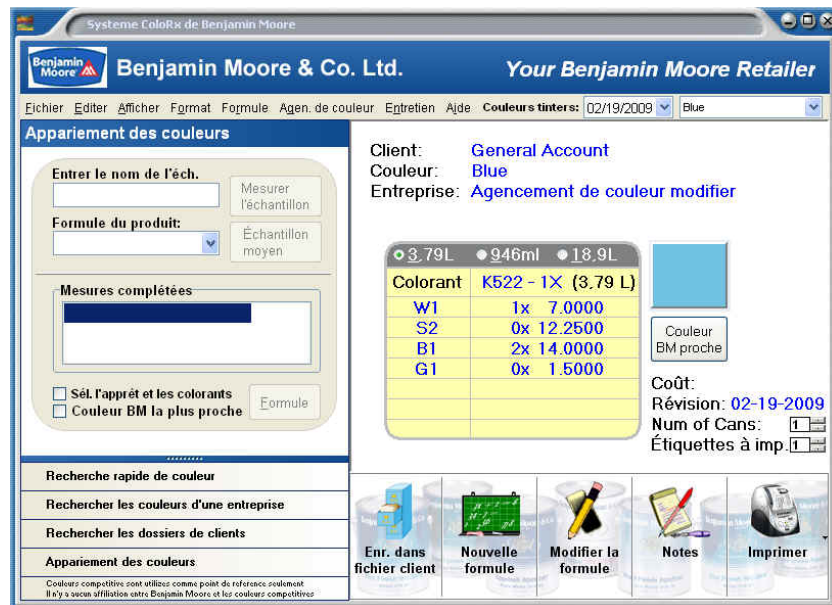 Systeme ColoRx de Benjamin Moore
Benjamin Moore
Benjamin Moore & Co. Ltd.
Your Benjamin Moore Retailer
Fichier Editer Afficher Format Formule Agen. de couleur Entretien Ajde Couleurs tinters: 02/19/2009 Blue
Appariement des couleurs
Entrer le nom de l'éch.
Mesurer l'échantillon
Formule du produit:
Échantillon moyen
Mesures complétées
Sél. l'apprêt et les colorants
Couleur BM la plus proche
Formule
Recherche rapide de couleur
Rechercher les couleurs d'une entreprise
Rechercher les dossiers de clients
Appariement des couleurs
Couleurs competitive sont utilizes comme point de reference seulement
Il n'y a aucun affiliation entre Benjamin Moore et les couleurs competitives
Client: General Account
Couleur: Blue
Entreprise: Agencement de couleur modifier
3,79L 946ml 18,9L
Colorant K522 - 1X (3,79 L)
W1 1x 7.0000
S2 0x 12.2500
B1 2x 14.0000
G1 0x 1.5000
Couleur BM proche
Coût:
Révision: 02-19-2009
Num of Cans: 1
Étiquettes à imp. 1
Enr. dans fichier client
Nouvelle formule
Modifier la formule
Notes
Imprimer